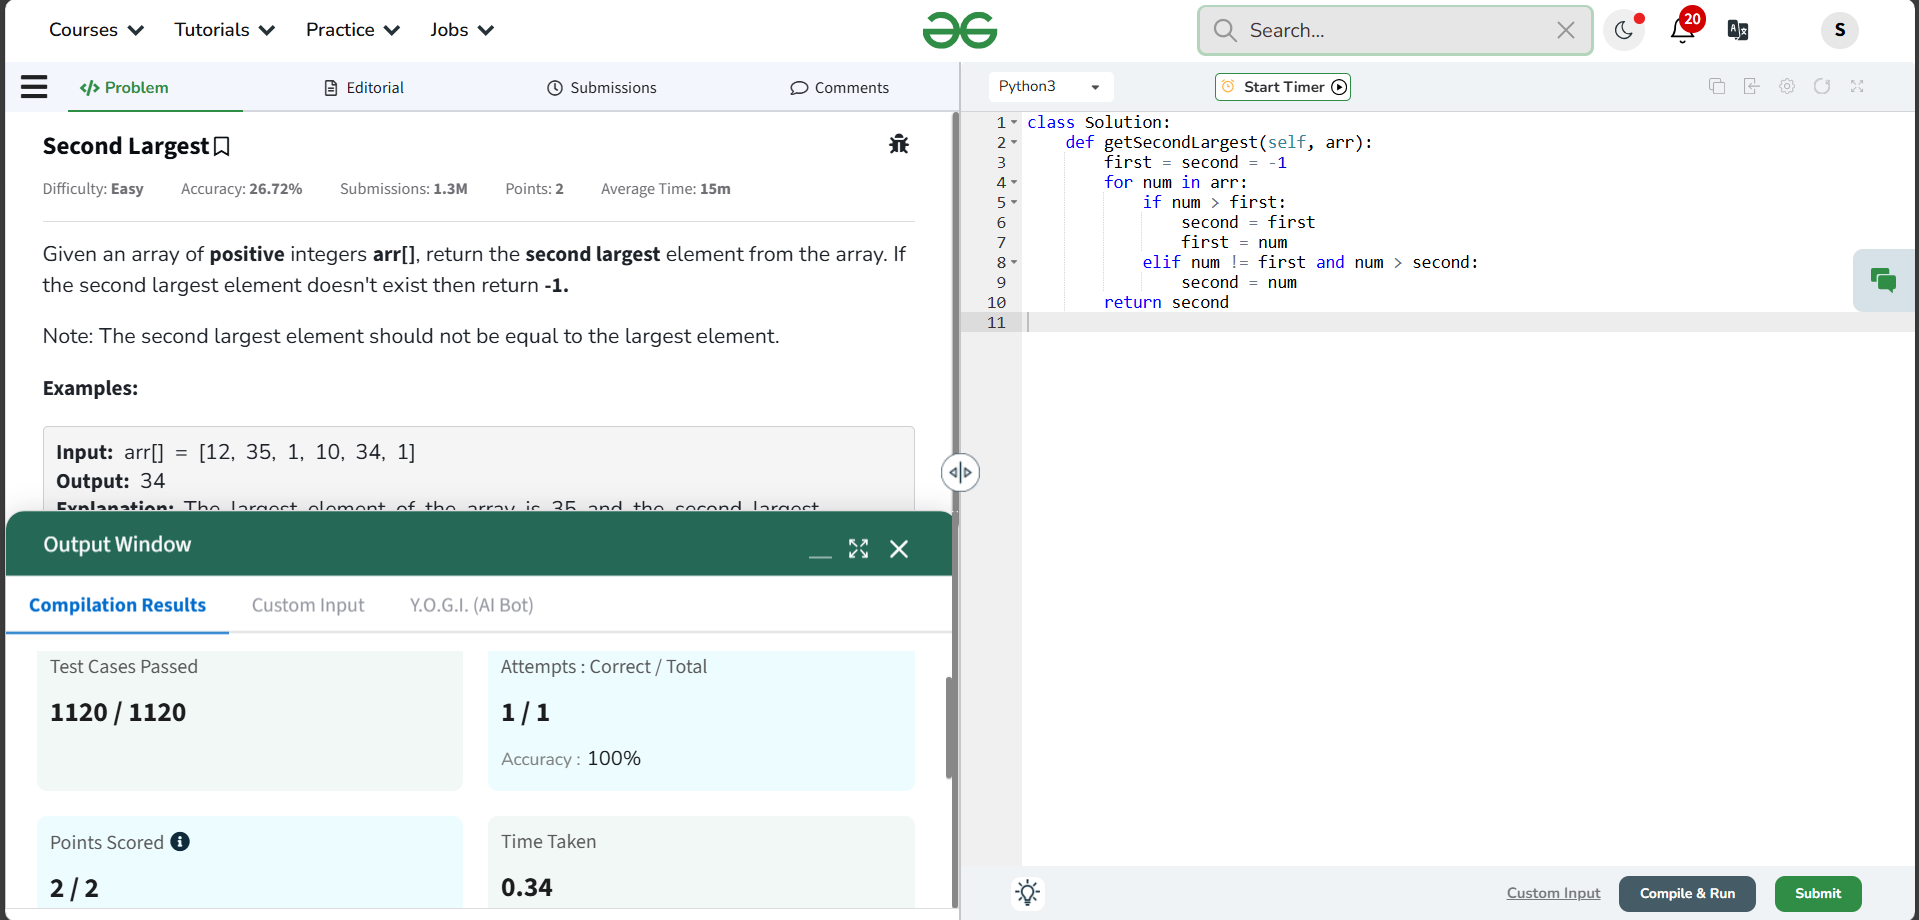 Courses Tutorials Practice Jobs
Search...
20
S
Problem Editorial Submissions Comments
Second Largest
Difficulty: Easy Accuracy: 26.72% Submissions: 1.3M Points: 2 Average Time: 15m
Given an array of positive integers arr[], return the second largest element from the array. If
the second largest element doesn't exist then return -1.
Note: The second largest element should not be equal to the largest element.
Examples:
Input: arr[] = [12, 35, 1, 10, 34, 1]
Output: 34
Explanation: The largest element of the array is 35 and the second largest
Output Window
Compilation Results Custom Input Y.O.G.I. (AI Bot)
Test Cases Passed
1120 / 1120
Attempts : Correct / Total
1 / 1
Accuracy : 100%
Points Scored
2 / 2
Time Taken
0.34
Python3 Start Timer
1 class Solution:
2 def getSecondLargest(self, arr):
3 first = second = -1
4 for num in arr:
5 if num > first:
6 second = first
7 first = num
8 elif num != first and num > second:
9 second = num
10 return second
11
Custom Input Compile & Run Submit